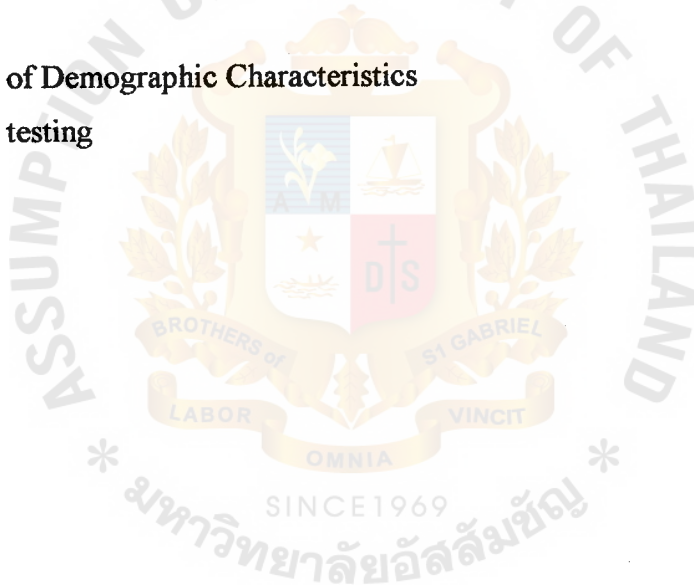 of Demographic Characteristics
testing
ASSUMPTION
OF THAILAND
A M
D S
BROTHERS of
ST GABRIEL
LABOR
VINCIT
OMNIA
* *
SINCE1969
มหาวิทยาลัยอัสสัมชัญ